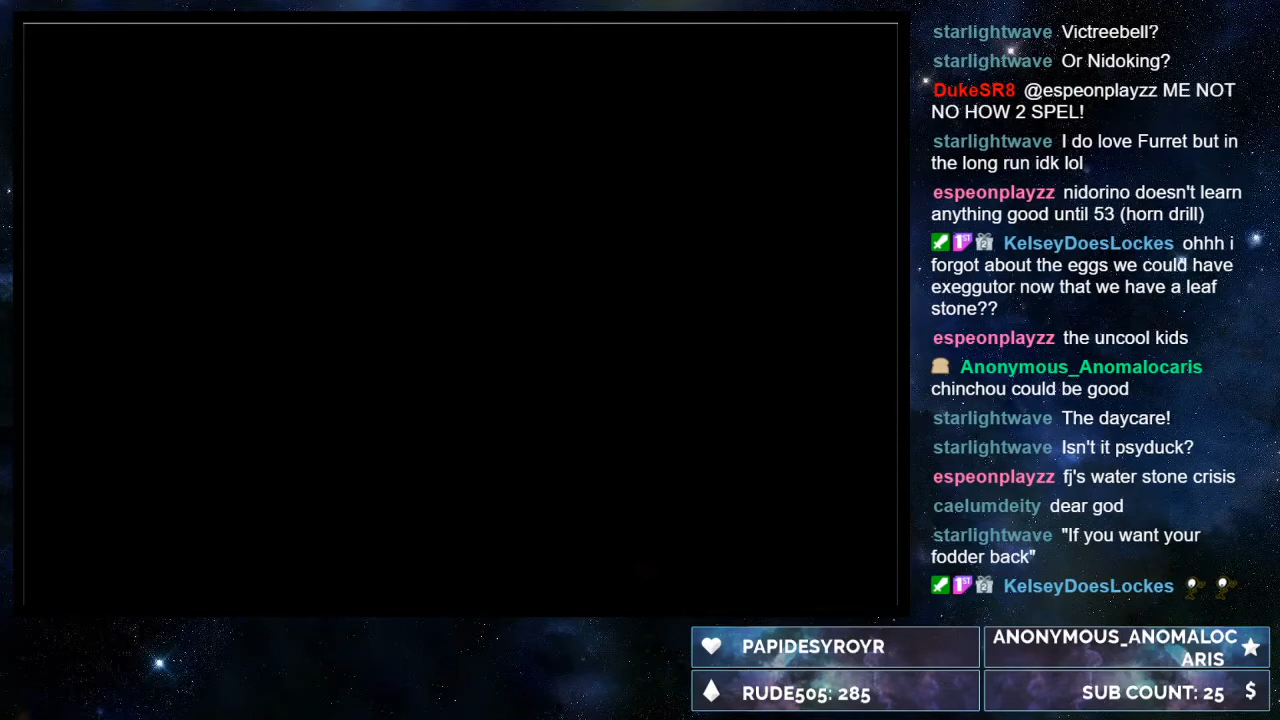 starlightwave Victreebell?
starlightwave Or Nidoking?
DukeSR8 @espeonplayzz ME NOT
NO HOW 2 SPEL!
starlightwave I do love Furret but in
the long run idk lol
espeonplayzz nidorino doesn't learn
anything good until 53 (horn drill)
1ST 2 KelseyDoesLockes ohhh i
forgot about the eggs we could have
exeggutor now that we have a leaf
stone??
espeonplayzz the uncool kids
Anonymous_Anomalocaris
chinchou could be good
starlightwave The daycare!
starlightwave Isn't it psyduck?
espeonplayzz fj's water stone crisis
caelumdeity dear god
starlightwave "If you want your
fodder back"
1ST 2 KelseyDoesLockes
PAPIDESYROYR
ANONYMOUS_ANOMALOC
ARIS
RUDE505: 285
SUB COUNT: 25 $